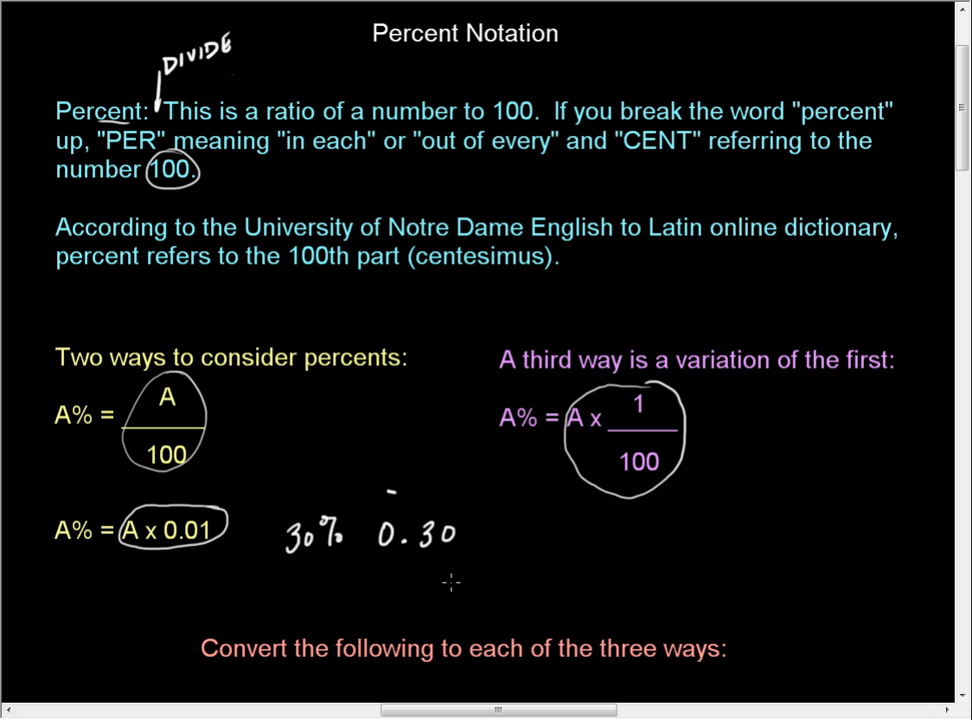 Percent Notation
DIVIDE
Percent: This is a ratio of a number to 100. If you break the word "percent"
up, "PER" meaning "in each" or "out of every" and "CENT" referring to the
number 100.
According to the University of Notre Dame English to Latin online dictionary,
percent refers to the 100th part (centesimus).
Two ways to consider percents:
A% = A
100
A% = A x 0.01
30% 0.30
A third way is a variation of the first:
A% = A x 1
100
Convert the following to each of the three ways: